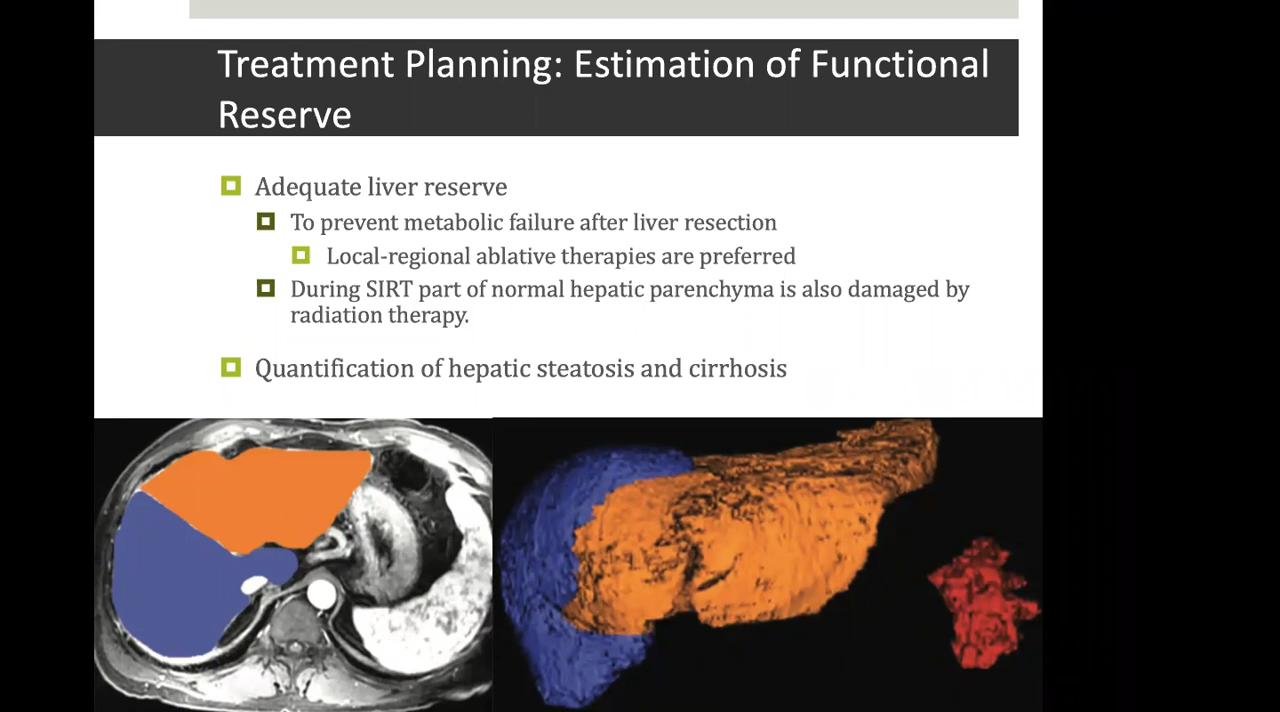 Treatment Planning: Estimation of Functional
Reserve
Adequate liver reserve
To prevent metabolic failure after liver resection
Local-regional ablative therapies are preferred
During SIRT part of normal hepatic parenchyma is also damaged by
radiation therapy.
Quantification of hepatic steatosis and cirrhosis